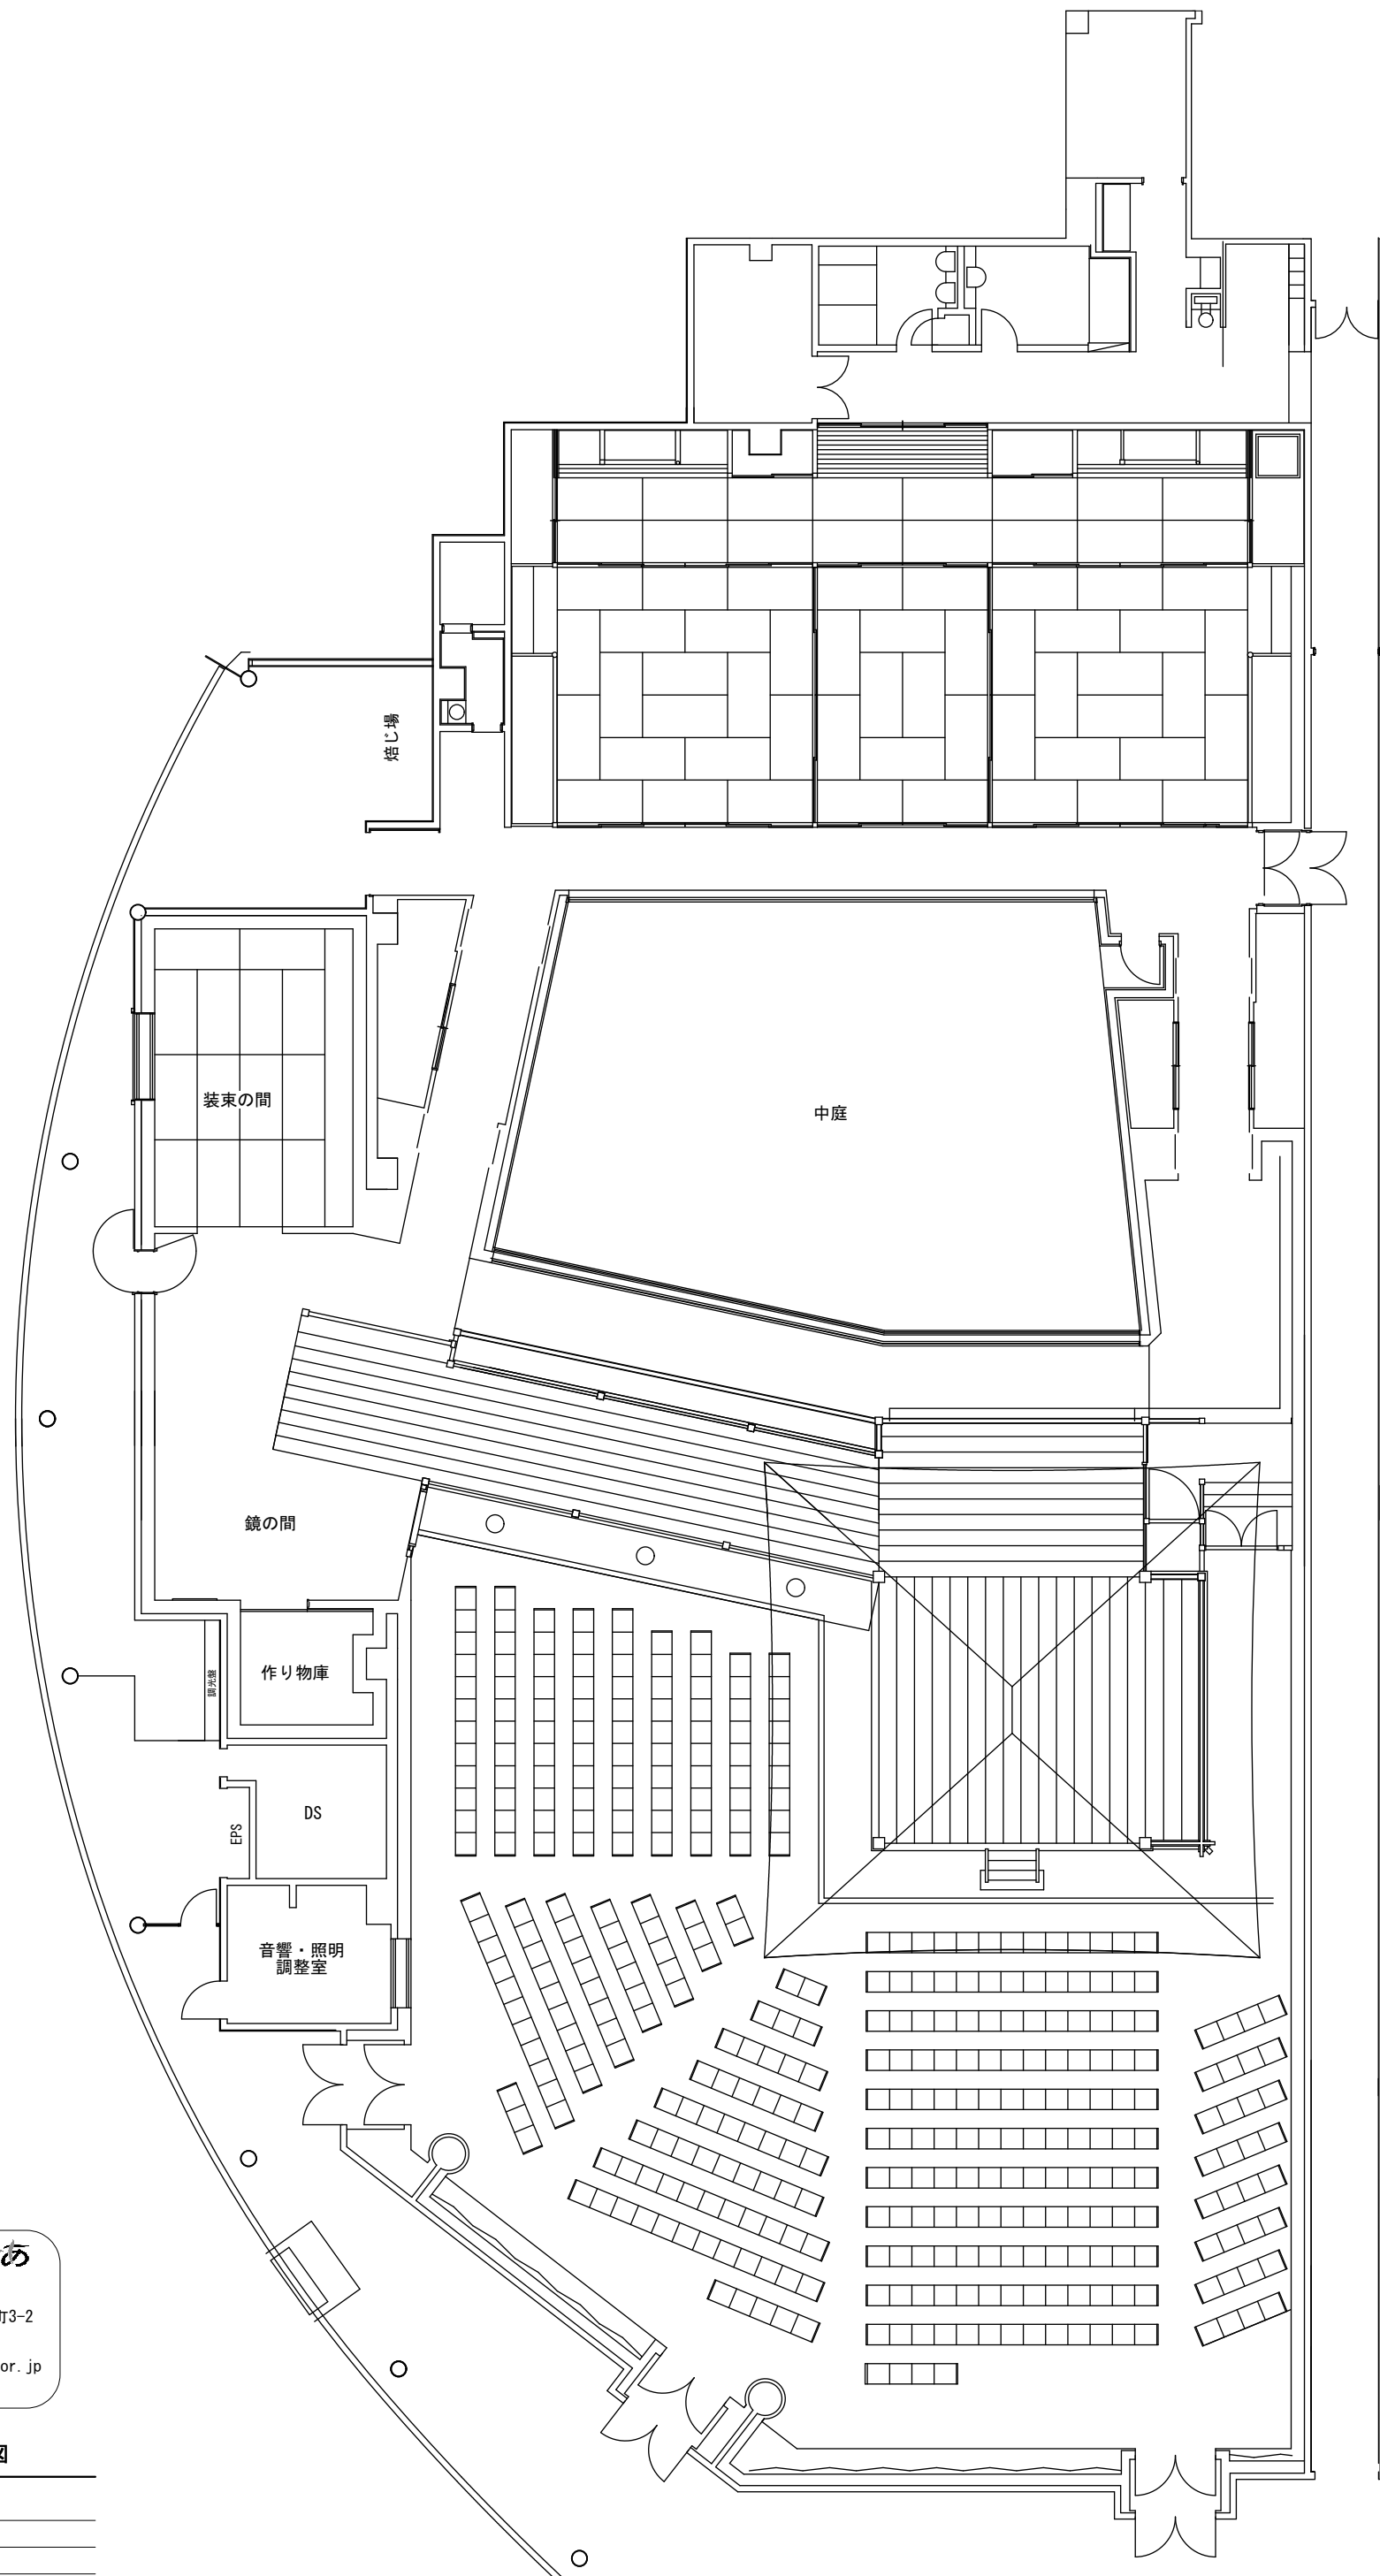 焙じ場
装束の間
中庭
鏡の間
作り物庫
調光盤
DS
EPS
音響・照明
調整室
あ
町3-2
or.jp
図